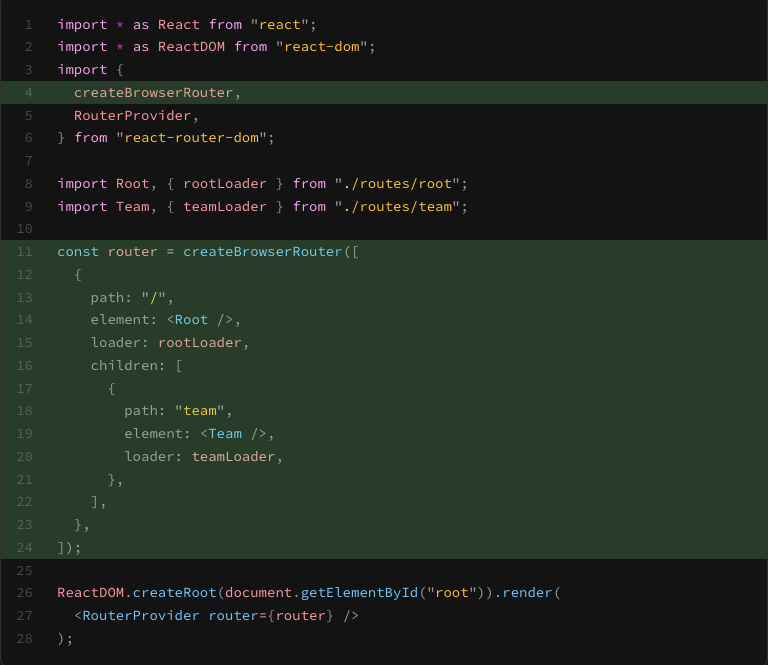 1 import * as React from "react";
2 import * as ReactDOM from "react-dom";
3 import {
4   createBrowserRouter,
5   RouterProvider,
6 } from "react-router-dom";
7
8 import Root, { rootLoader } from "./routes/root";
9 import Team, { teamLoader } from "./routes/team";
10
11 const router = createBrowserRouter([
12   {
13     path: "/",
14     element: <Root />,
15     loader: rootLoader,
16     children: [
17       {
18         path: "team",
19         element: <Team />,
20         loader: teamLoader,
21       },
22     ],
23   },
24 ]);
25
26 ReactDOM.createRoot(document.getElementById("root")).render(
27   <RouterProvider router={router} />
28 );